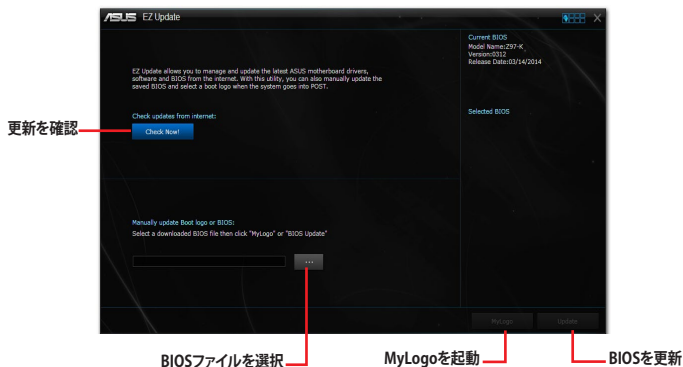 ASUS EZ Update
Current BIOS
Model Name:Z97-K
Version:0312
Release Date:03/14/2014
EZ Update allows you to manage and update the latest ASUS motherboard drivers,
software and BIOS from the internet. With this utility, you can also manually update the
saved BIOS and select a boot logo when the system goes into POST.
Check updates from internet:
Selected BIOS
更新を確認
Check Now!
Manually update Boot logo or BIOS:
Select a downloaded BIOS file then click "MyLogo" or "BIOS Update"
...
MyLogo
Update
BIOSファイルを選択
MyLogoを起動
BIOSを更新